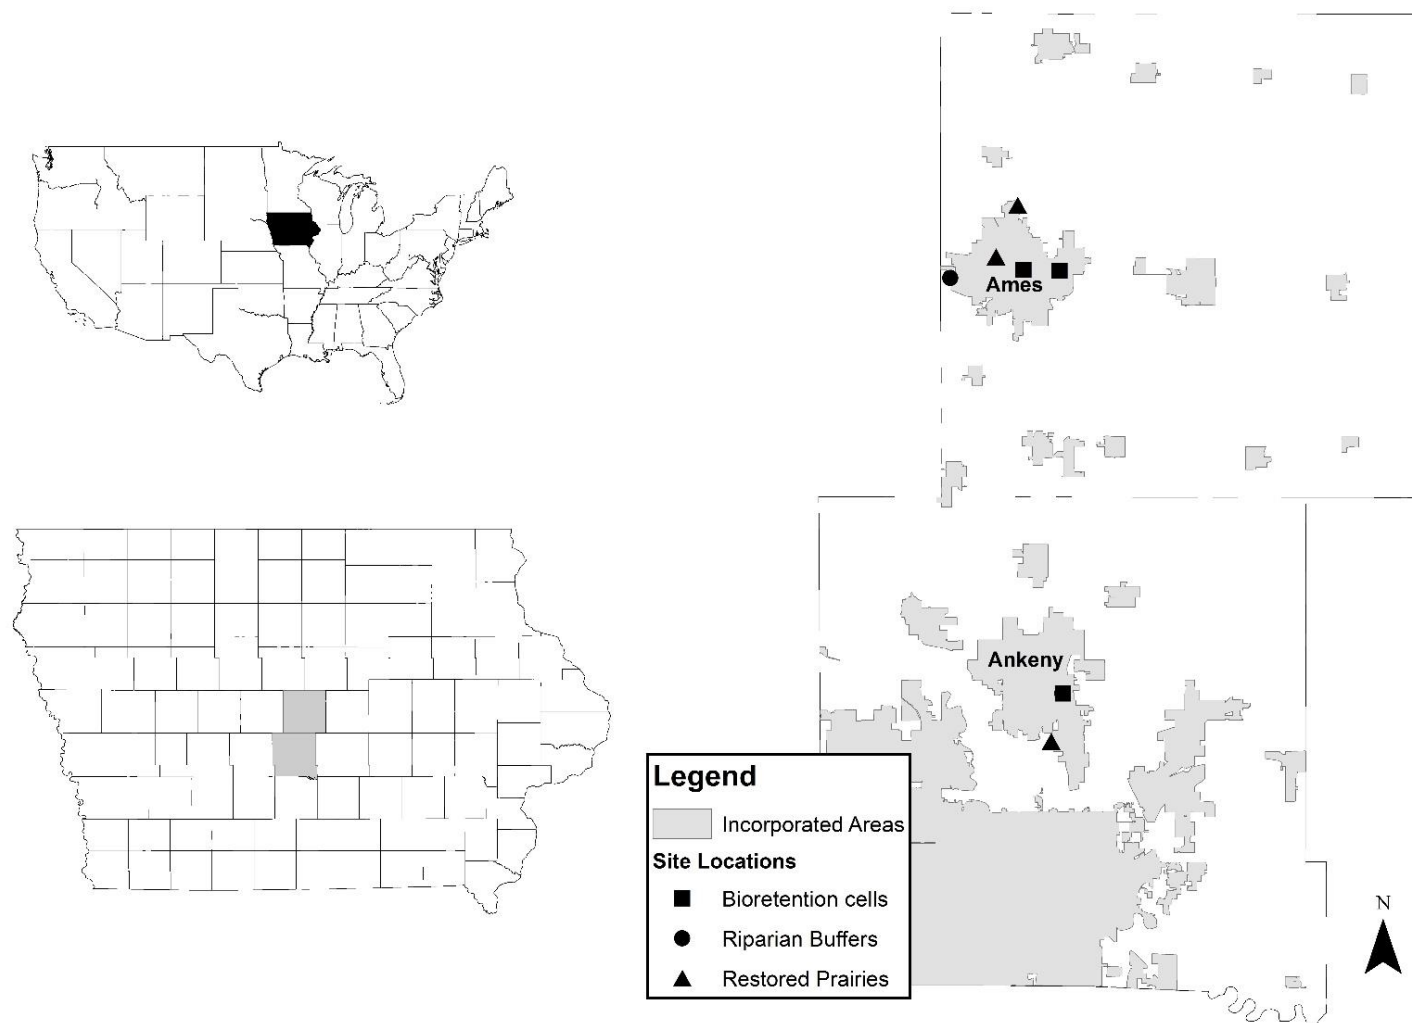 Ames
Ankeny
Legend
Incorporated Areas
Site Locations
Bioretention cells
Riparian Buffers
Restored Prairies
N